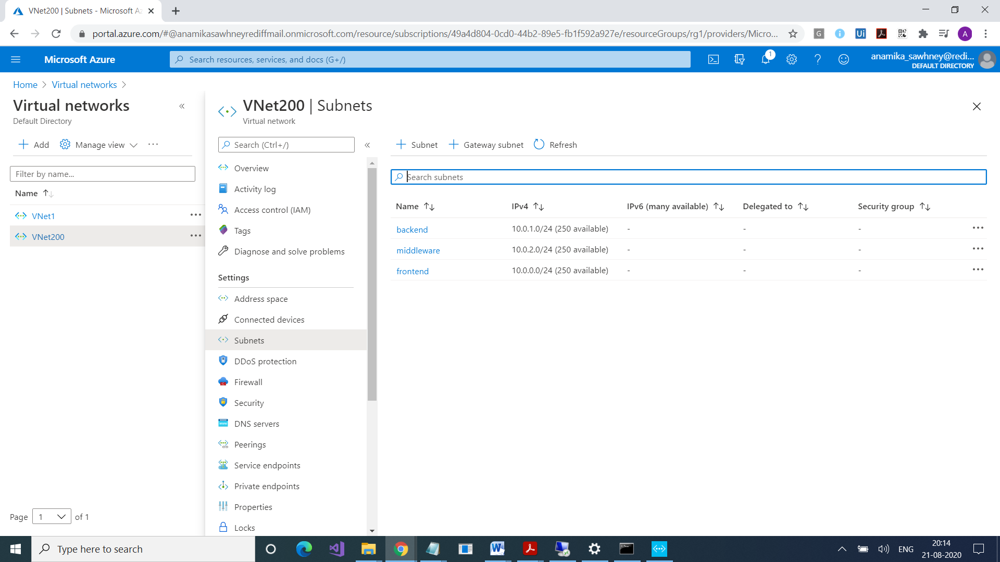 VNet200 | Subnets - Microsoft Az
portal.azure.com/#@anamikasawhneyrediffmail.onmicrosoft.com/resource/subscriptions/49a4d804-0cd0-44b2-89e5-fb1f592a927e/resourceGroups/rg1/providers/Micro...
G
Ui
A
Microsoft Azure
Search resources, services, and docs (G+/)
1
anamika_sawhney@redi...
DEFAULT DIRECTORY
Home > Virtual networks >
Virtual networks
«
Default Directory
+ Add
Manage view
...
Filter by name...
Name ↑↓
VNet1 ...
VNet200 ...
Page 1 of 1
VNet200 | Subnets
Virtual network
Search (Ctrl+/)
«
Overview
Activity log
Access control (IAM)
Tags
Diagnose and solve problems
Settings
Address space
Connected devices
Subnets
DDoS protection
Firewall
Security
DNS servers
Peerings
Service endpoints
Private endpoints
Properties
Locks
+ Subnet + Gateway subnet Refresh
Search subnets
Name ↑↓ IPv4 ↑↓ IPv6 (many available) ↑↓ Delegated to ↑↓ Security group ↑↓
backend 10.0.1.0/24 (250 available) - - - ...
middleware 10.0.2.0/24 (250 available) - - - ...
frontend 10.0.0.0/24 (250 available) - - - ...
Type here to search
ENG
20:14
21-08-2020